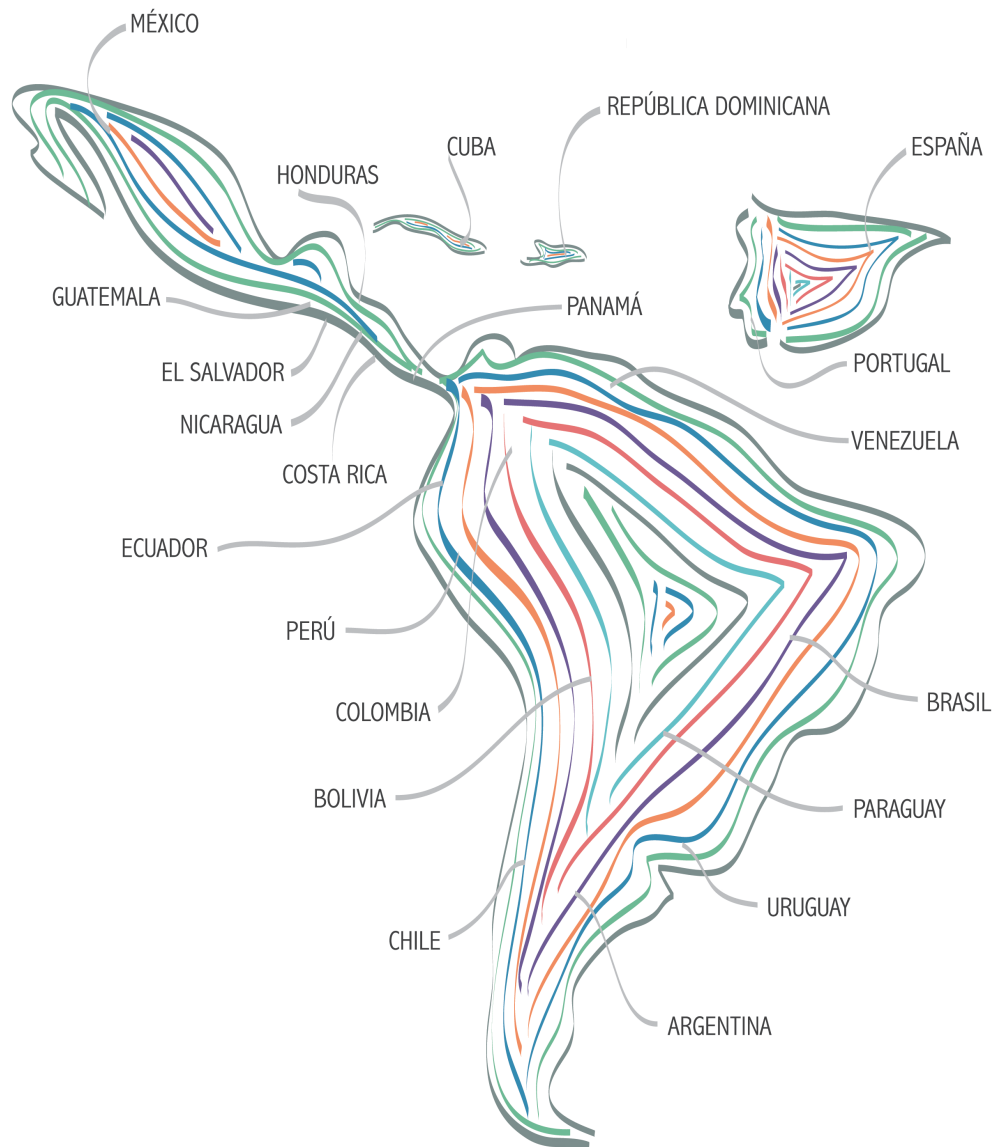 MÉXICO
REPÚBLICA DOMINICANA
CUBA
ESPAÑA
HONDURAS
GUATEMALA
PANAMÁ
EL SALVADOR
PORTUGAL
NICARAGUA
VENEZUELA
COSTA RICA
ECUADOR
PERÚ
COLOMBIA
BRASIL
BOLIVIA
PARAGUAY
URUGUAY
CHILE
ARGENTINA